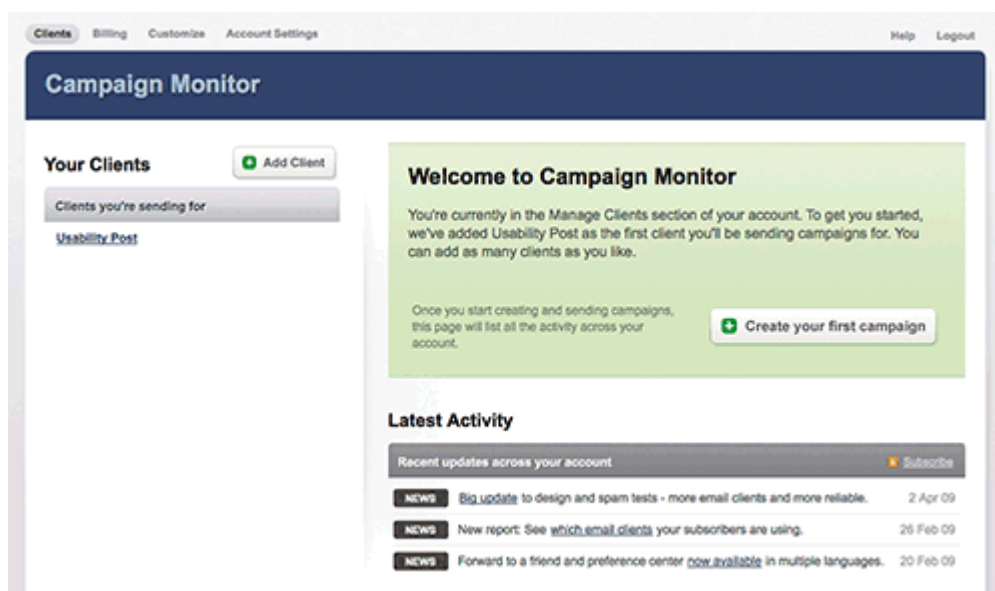 Clients Billing Customize Account Settings Help Logout
Campaign Monitor
Your Clients
Add Client
Clients you're sending for
Usability Post
Welcome to Campaign Monitor
You're currently in the Manage Clients section of your account. To get you started,
we've added Usability Post as the first client you'll be sending campaigns for. You
can add as many clients as you like.
Once you start creating and sending campaigns,
this page will list all the activity across your
account.
Create your first campaign
Latest Activity
Recent updates across your account Subscribe
NEWS Big update to design and spam tests - more email clients and more reliable. 2 Apr 09
NEWS New report: See which email clients your subscribers are using. 26 Feb 09
NEWS Forward to a friend and preference center now available in multiple languages. 20 Feb 09